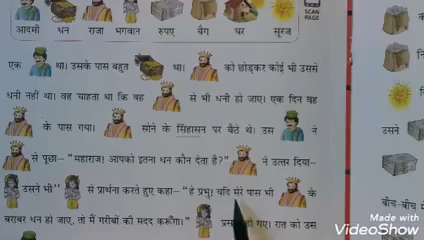 SCAN PAGE
आदमी धन राजा भगवान रुपए बैग घर सूरज
एक था। उसके पास बहुत था! को छोड़कर कोई भी उससे
धनी नहीं था। वह चाहता था कि वह से भी धनी हो जाए। एक दिन वह
के पास गया। सोने के सिंहासन पर बैठे थे। उस ने
से पूछा– “महाराज! आपको इतना धन कौन देता है?” ने उत्तर दिया–
उसने भी से प्रार्थना करते हुए कहा– “हे प्रभु! यदि मेरे पास भी के
बराबर धन हो जाए, तो मैं गरीबों की मदद करूँगा।” हो गए। रात को उस
उसने
बीच-बीच
Made with
VideoShow